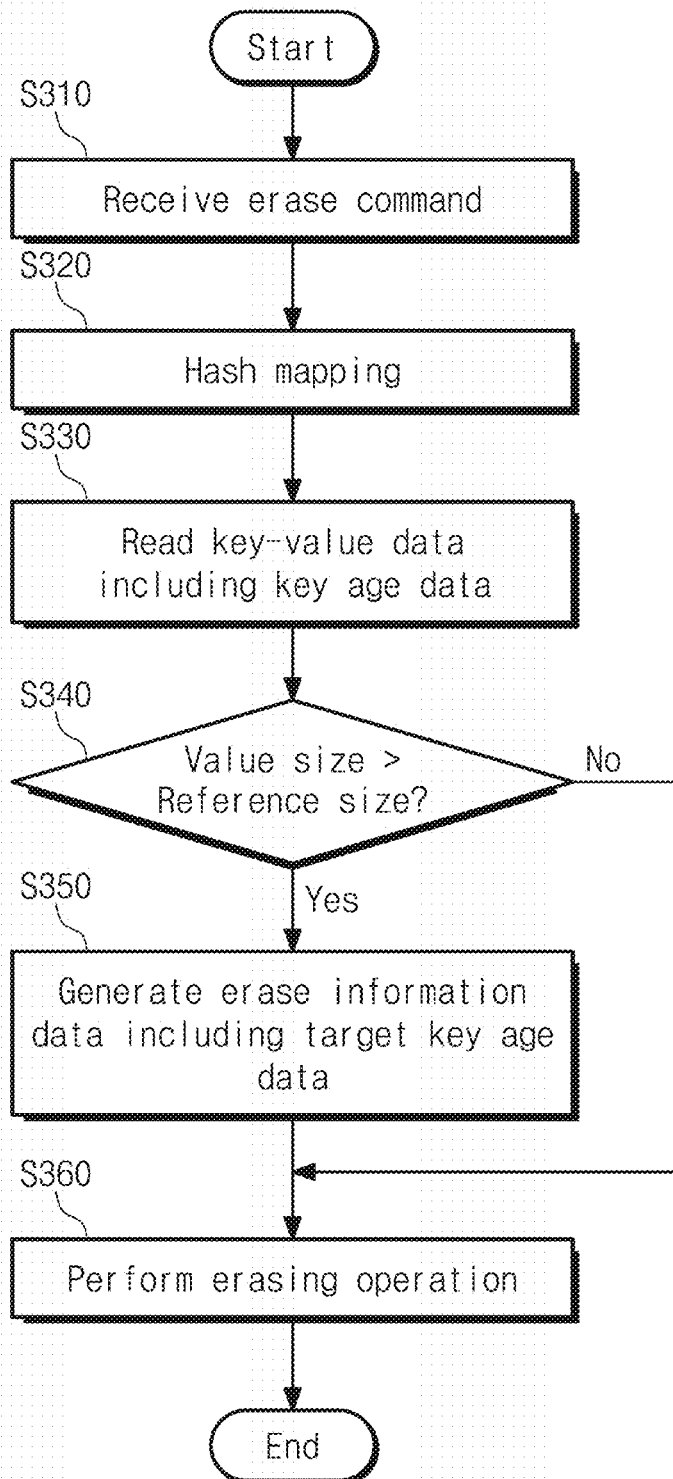 Start
S310
Receive erase command
S320
Hash mapping
S330
Read key-value data
including key age data
S340
Value size >
Reference size?
No
Yes
S350
Generate erase information
data including target key age
data
S360
Perform erasing operation
End